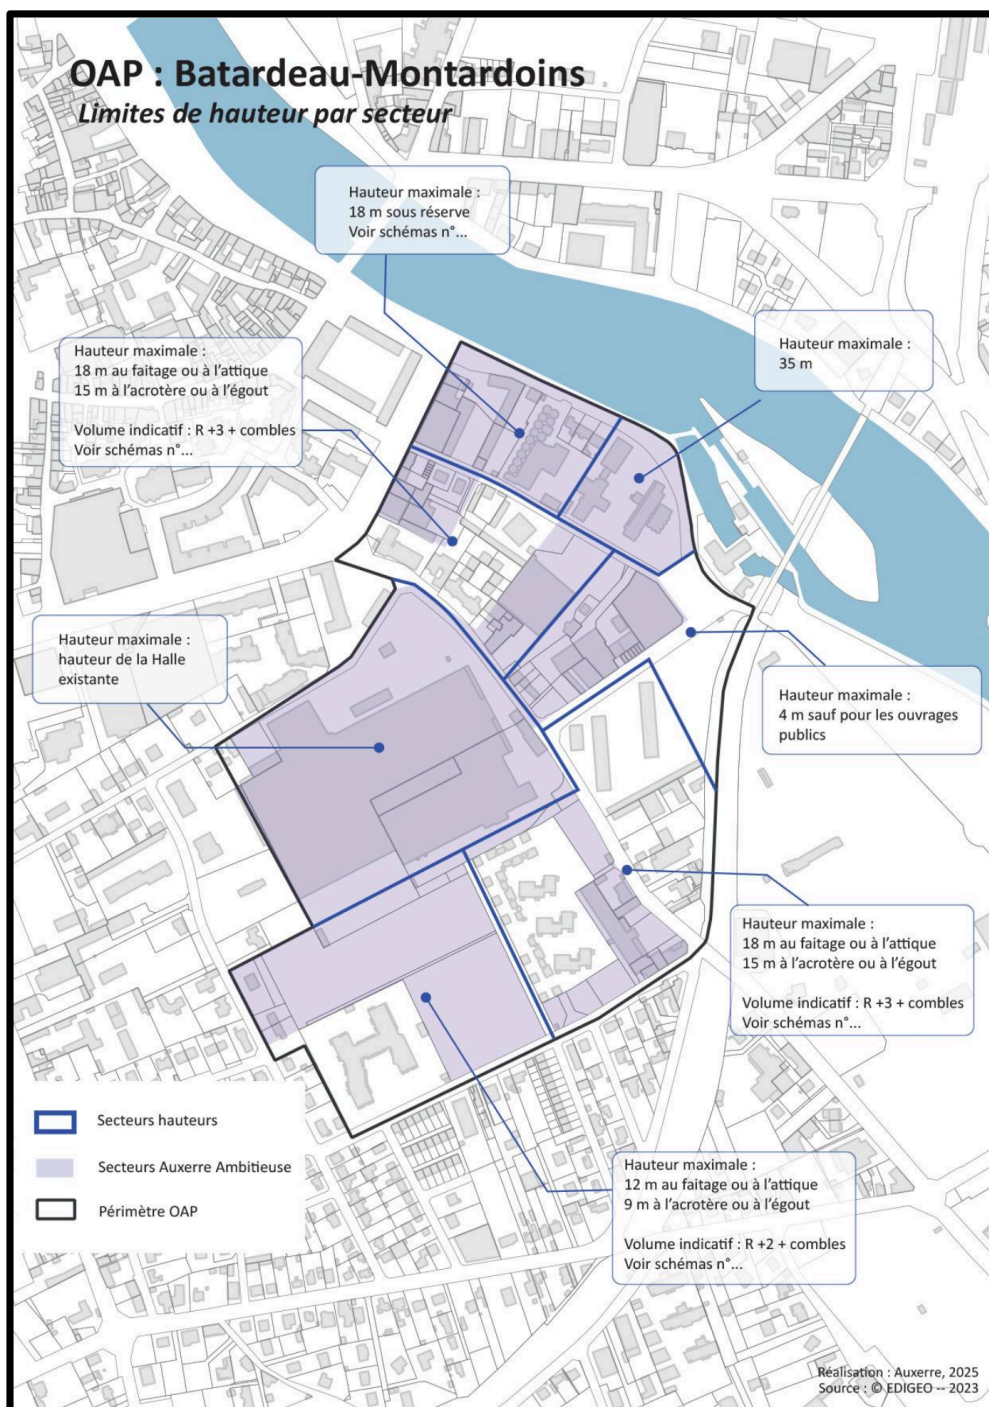 OAP : Batardeau-Montardoins
Limites de hauteur par secteur
Hauteur maximale :
18 m sous réserve
Voir schémas n°...
Hauteur maximale :
35 m
Hauteur maximale :
18 m au faitage ou à l'attique
15 m à l'acrotère ou à l'égout
Volume indicatif : R +3 + combles
Voir schémas n°...
Hauteur maximale :
hauteur de la Halle
existante
Hauteur maximale :
4 m sauf pour les ouvrages
publics
Hauteur maximale :
18 m au faitage ou à l'attique
15 m à l'acrotère ou à l'égout
Volume indicatif : R +3 + combles
Voir schémas n°...
Secteurs hauteurs
Secteurs Auxerre Ambitieuse
Périmètre OAP
Hauteur maximale :
12 m au faitage ou à l'attique
9 m à l'acrotère ou à l'égout
Volume indicatif : R +2 + combles
Voir schémas n°...
Réalisation : Auxerre, 2025
Source : © EDIGEO -- 2023